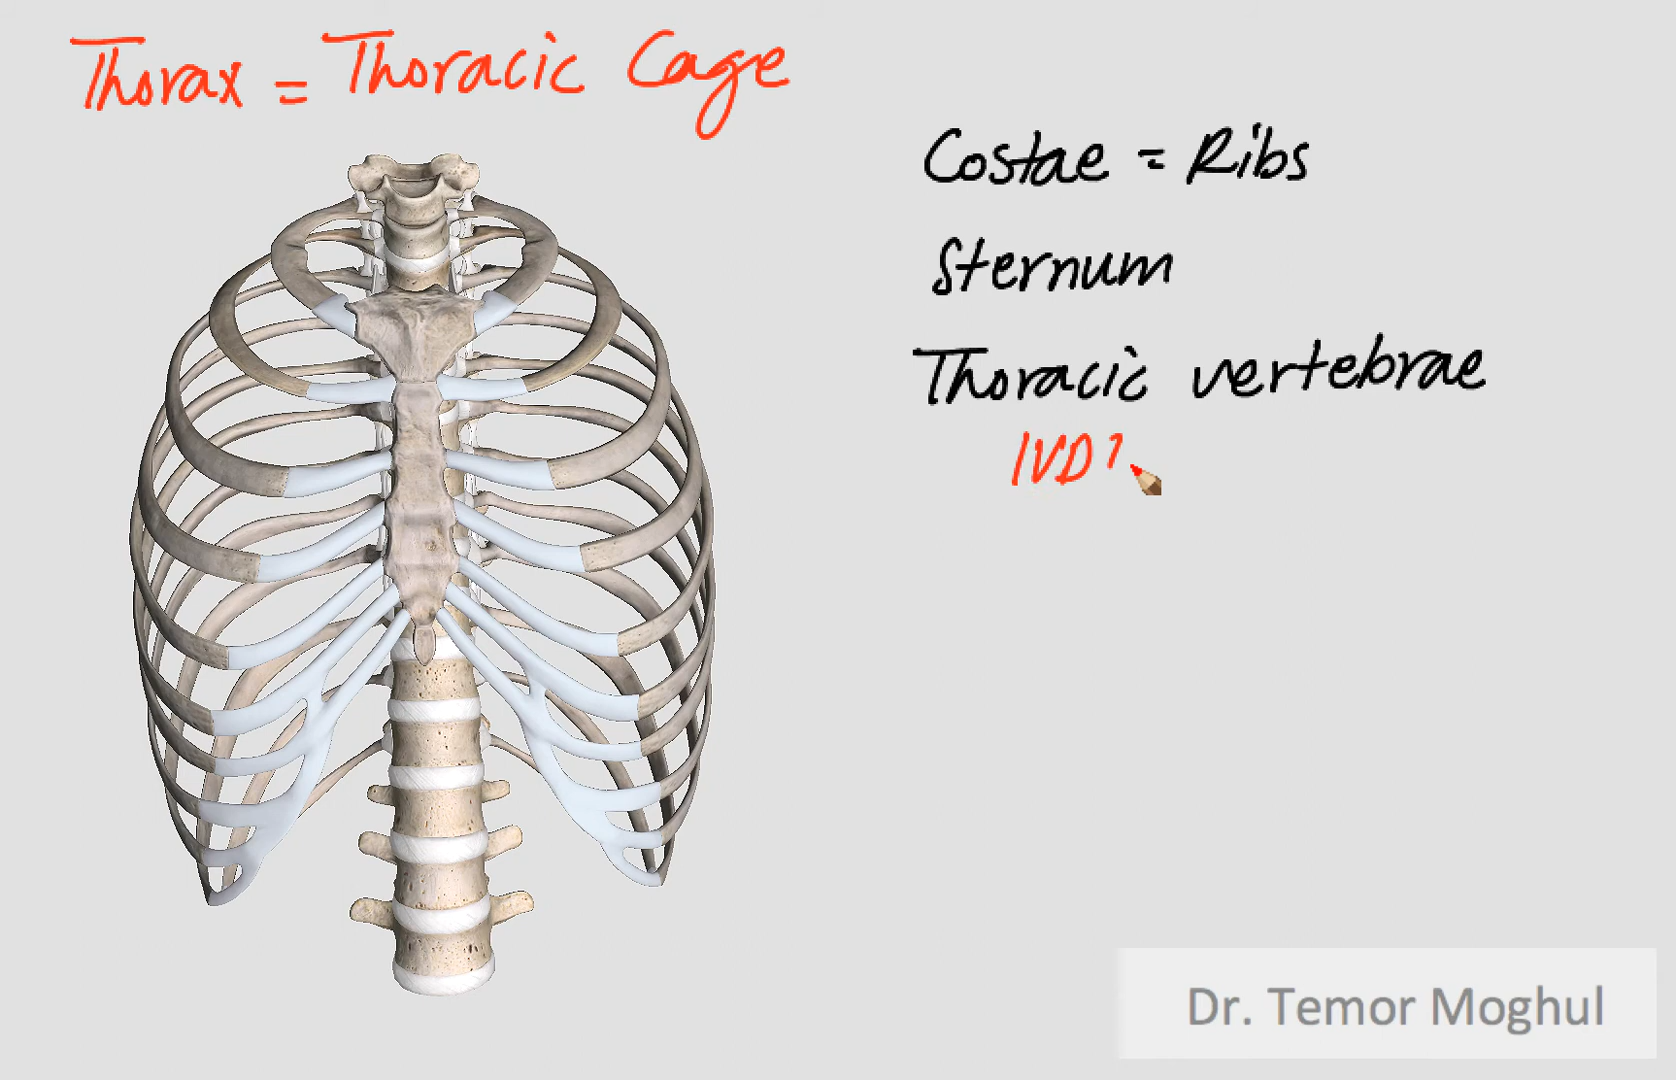 Thorax = Thoracic Cage
Costae = Ribs
Sternum
Thoracic vertebrae
IVD
Dr. Temor Moghul